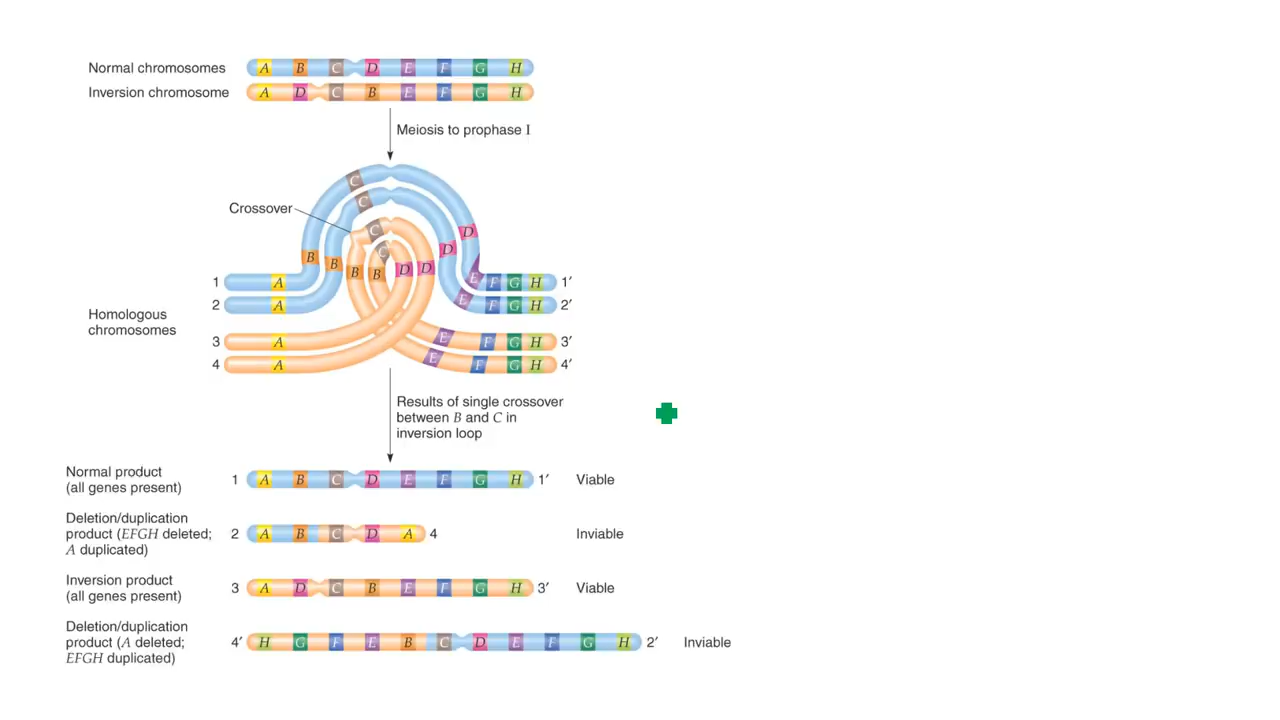 Normal chromosomes A B C D E F G H
Inversion chromosome A D C B E F G H
Meiosis to prophase I
C
C
Crossover C D
C D
B B B B D D
1 A E F G H 1′
2 A E F G H 2′
Homologous
chromosomes
3 A E F G H 3′
4 A E F G H 4′
Results of single crossover
between B and C in
inversion loop
Normal product
(all genes present)
1 A B C D E F G H 1′ Viable
Deletion/duplication
product (EFGH deleted;
A duplicated)
2 A B C D A 4 Inviable
Inversion product
(all genes present)
3 A D C B E F G H 3′ Viable
Deletion/duplication
product (A deleted;
EFGH duplicated)
4′ H G F E B C D E F G H 2′ Inviable